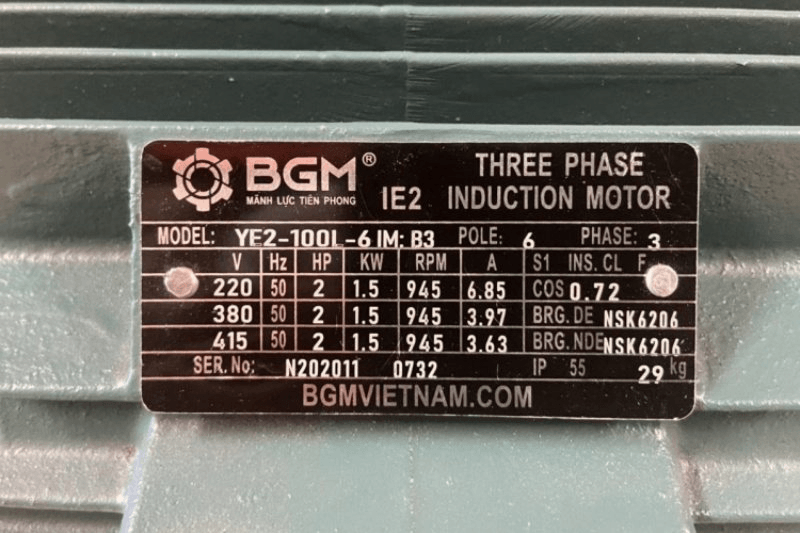 BGM®
MÃNH LỰC TIÊN PHONG
IE2
THREE PHASE
INDUCTION MOTOR
MODEL: YE2-100L-6 IM: B3 POLE: 6 PHASE: 3
V Hz HP KW RPM A S1 INS. CL F
220 50 2 1.5 945 6.85 COS 0.72
380 50 2 1.5 945 3.97 BRG. DE NSK6206
415 50 2 1.5 945 3.63 BRG. NDE NSK6206
SER. No: N202011 0732 IP 55 29 kg
BGMVIETNAM.COM